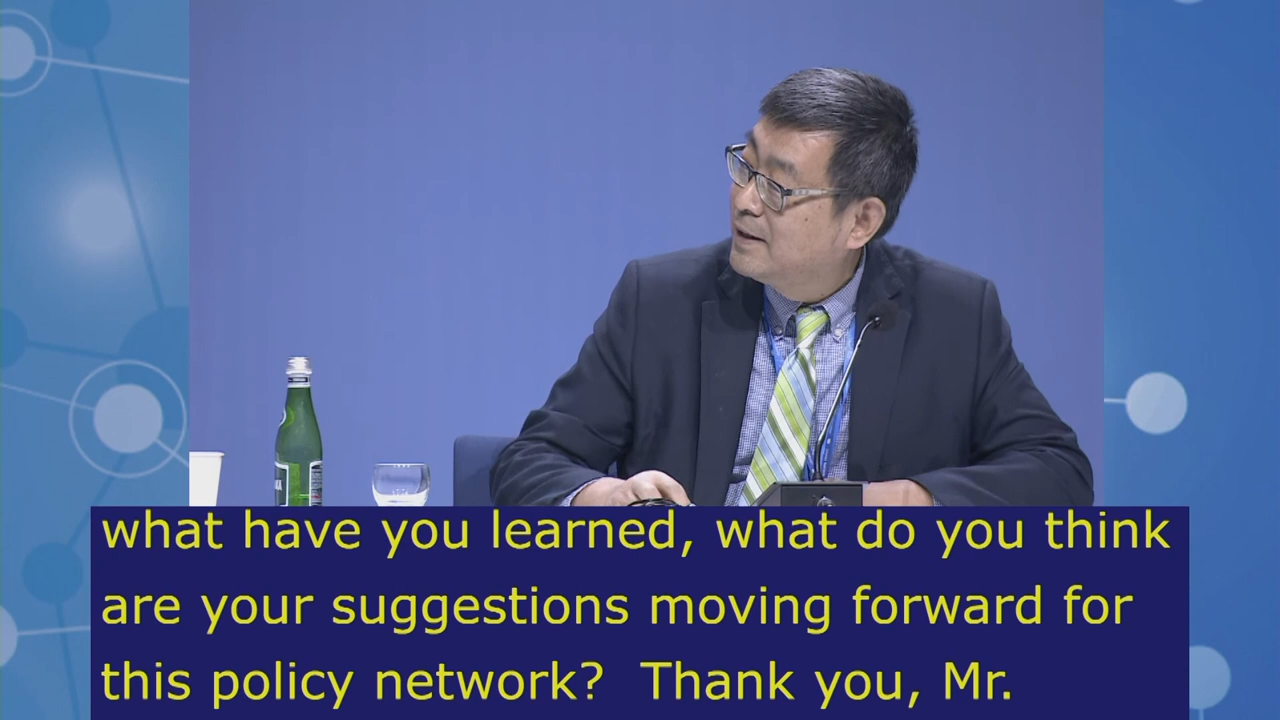 what have you learned, what do you think
are your suggestions moving forward for
this policy network?  Thank you, Mr.